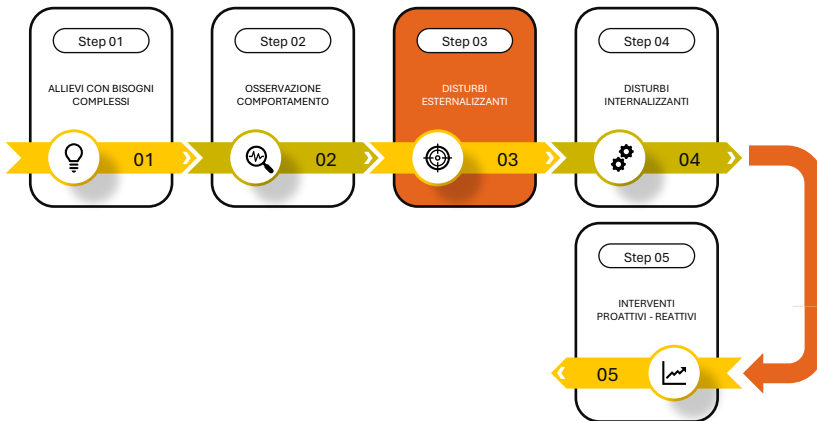 Step 01
ALLIEVI CON BISOGNI
COMPLESSI
01
Step 02
OSSERVAZIONE
COMPORTAMENTO
02
Step 03
DISTURBI
ESTERNALIZZANTI
03
Step 04
DISTURBI
INTERNALIZZANTI
04
Step 05
INTERVENTI
PROATTIVI - REATTIVI
05